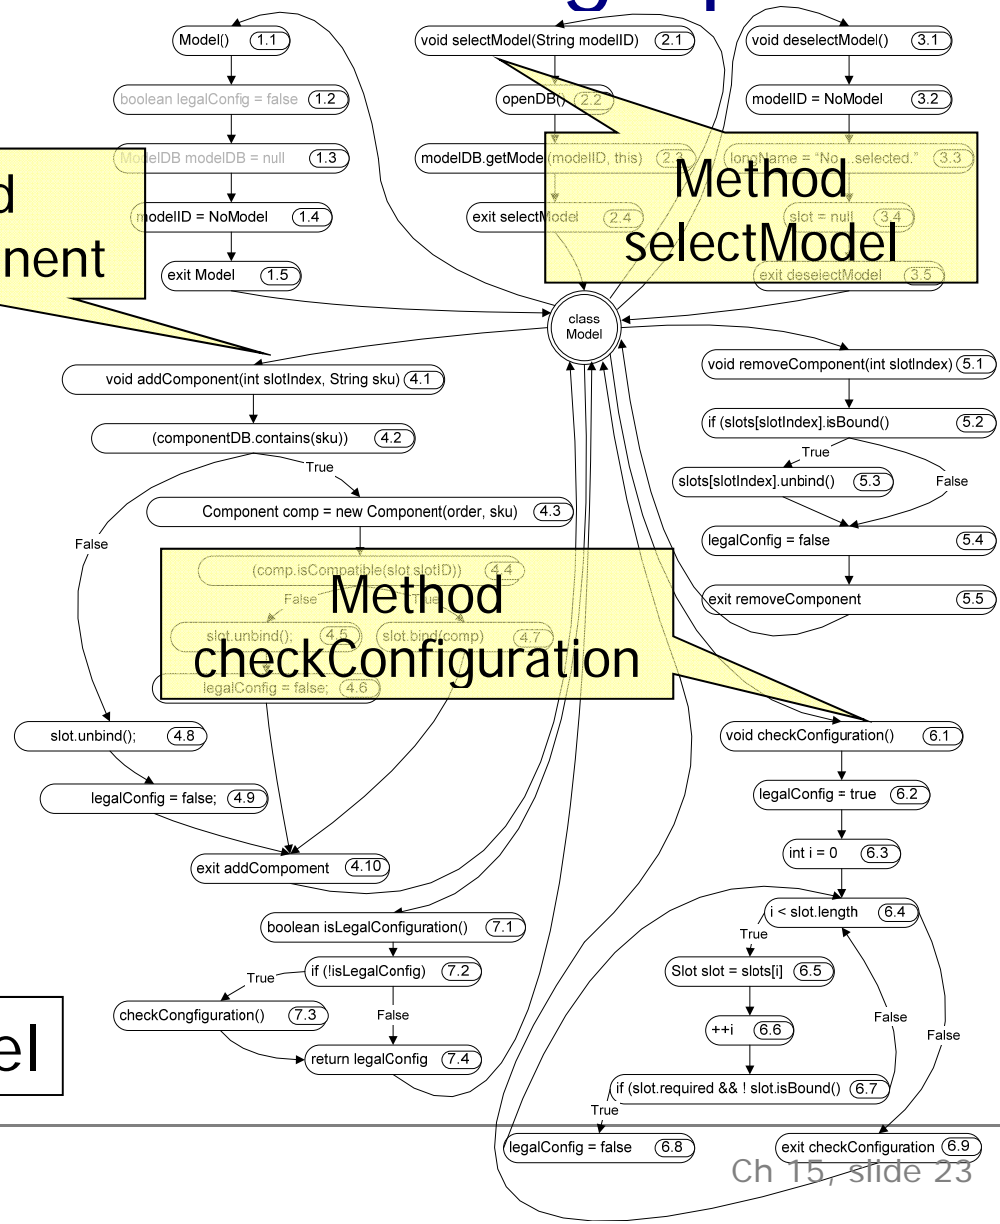 Model() 1.1
boolean legalConfig = false 1.2
ModelDB modelDB = null 1.3
modelID = NoModel 1.4
exit Model 1.5
void selectModel(String modelID) 2.1
openDB() 2.2
modelDB.getModel(modelID, this) 2.3
exit selectModel 2.4
void deselectModel() 3.1
modelID = NoModel 3.2
longName = “No...selected.” 3.3
slot = null 3.4
exit deselectModel 3.5
Method
selectModel
nent
class
Model
void addComponent(int slotIndex, String sku) 4.1
(componentDB.contains(sku)) 4.2
True
False
Component comp = new Component(order, sku) 4.3
(comp.isCompatible(slot.slotID)) 4.4
False
True
slot.unbind(); 4.5
slot.bind(comp) 4.7
legalConfig = false; 4.6
Method
checkConfiguration
slot.unbind(); 4.8
legalConfig = false; 4.9
exit addCompoment 4.10
void removeComponent(int slotIndex) 5.1
if (slots[slotIndex].isBound() 5.2
True
False
slots[slotIndex].unbind() 5.3
legalConfig = false 5.4
exit removeComponent 5.5
void checkConfiguration() 6.1
legalConfig = true 6.2
int i = 0 6.3
i < slot.length 6.4
True
False
Slot slot = slots[i] 6.5
++i 6.6
False
if (slot.required && ! slot.isBound() 6.7
True
legalConfig = false 6.8
exit checkConfiguration 6.9
boolean isLegalConfiguration() 7.1
if (!isLegalConfig) 7.2
True
False
checkCongfiguration() 7.3
return legalConfig 7.4
el
Ch 15, slide 23